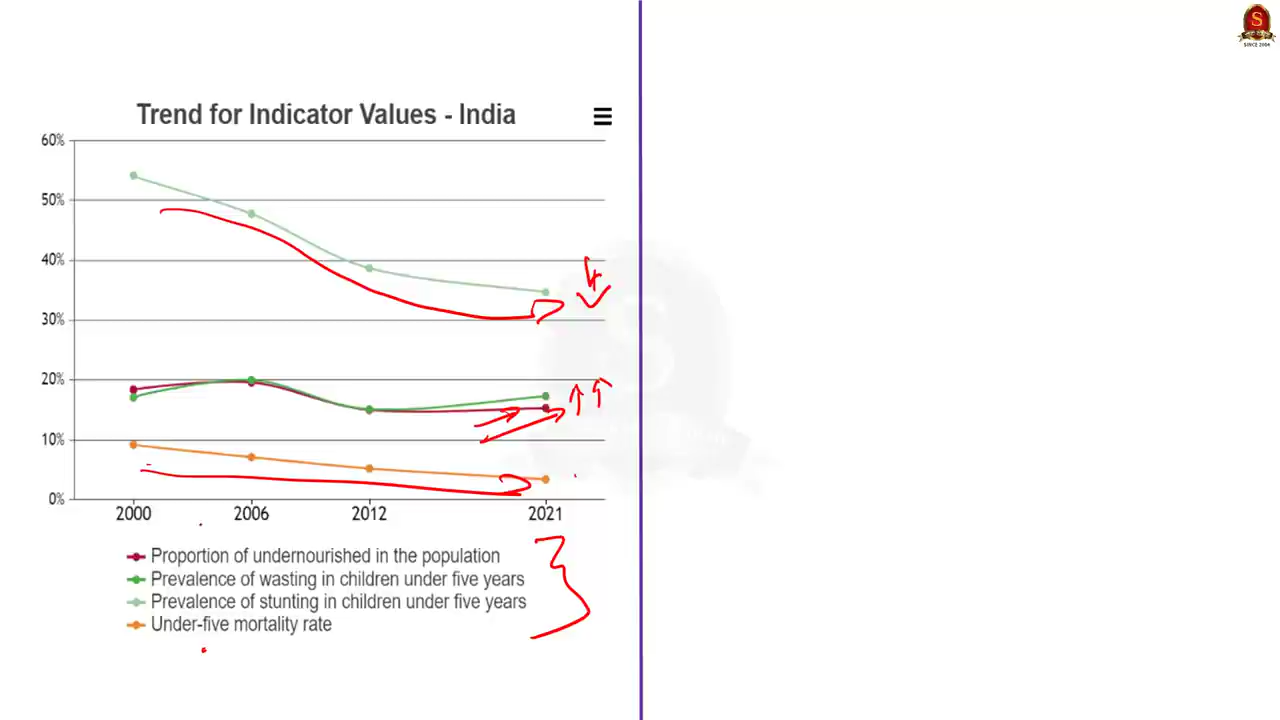 S
SINCE 2004
Trend for Indicator Values - India
60%
50%
40%
30%
20%
10%
0%
2000 2006 2012 2021
Proportion of undernourished in the population
Prevalence of wasting in children under five years
Prevalence of stunting in children under five years
Under-five mortality rate